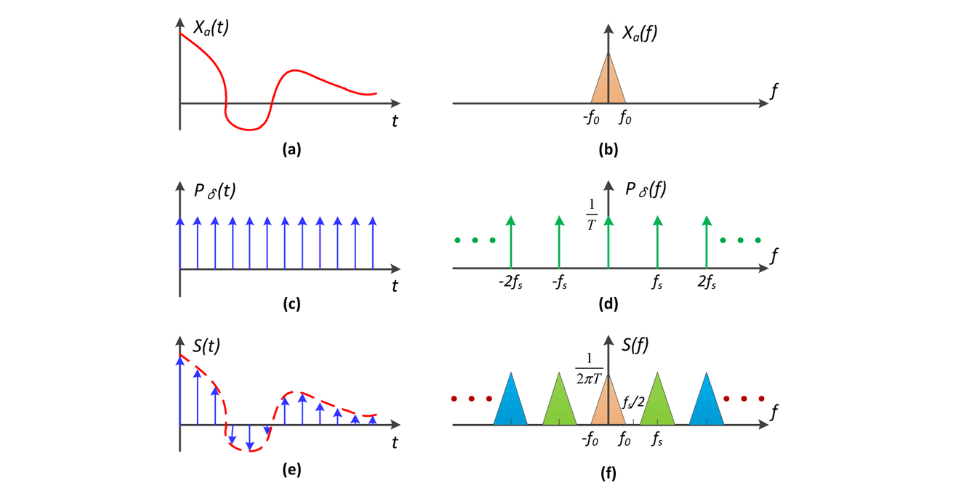 Xₐ(t)
t
(a)
Xₐ(f)
f
-f₀ f₀
(b)
P δ(t)
t
(c)
P δ(f)
1
T
f
-2fₛ -fₛ fₛ 2fₛ
(d)
S(t)
t
(e)
S(f)
1
2πT
fₛ/2
f
-f₀ f₀ fₛ
(f)